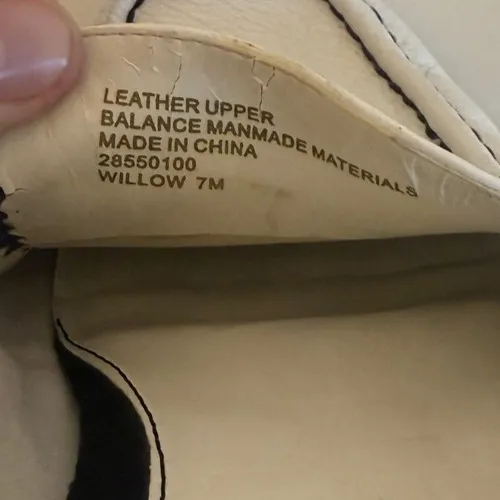 LEATHER UPPER
BALANCE MANMADE MATERIALS
MADE IN CHINA
28550100
WILLOW 7M